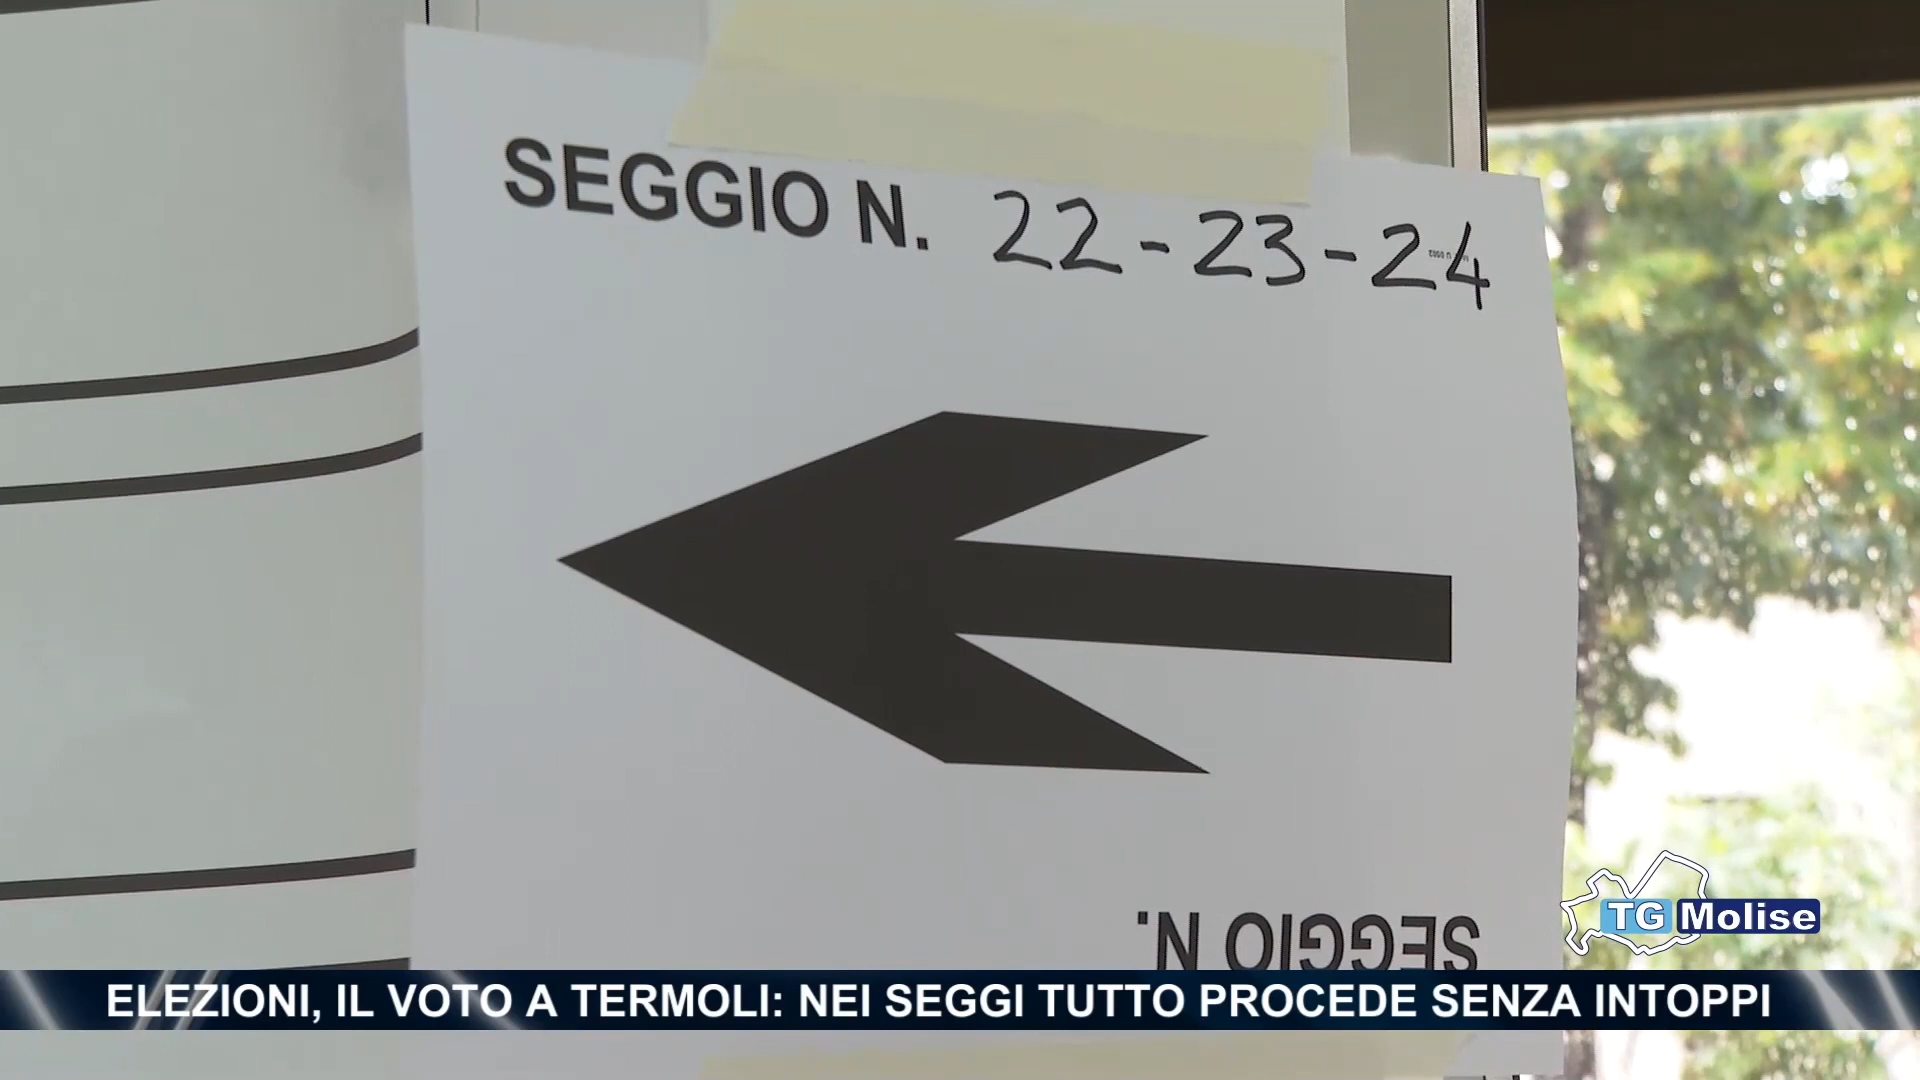 SEGGIO N. 22-23-24
SEGGIO N.
TG Molise
ELEZIONI, IL VOTO A TERMOLI: NEI SEGGI TUTTO PROCEDE SENZA INTOPPI